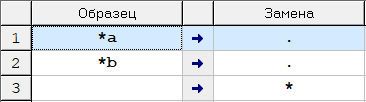 Образец Замена
1 *a → .
2 *b → .
3 → *